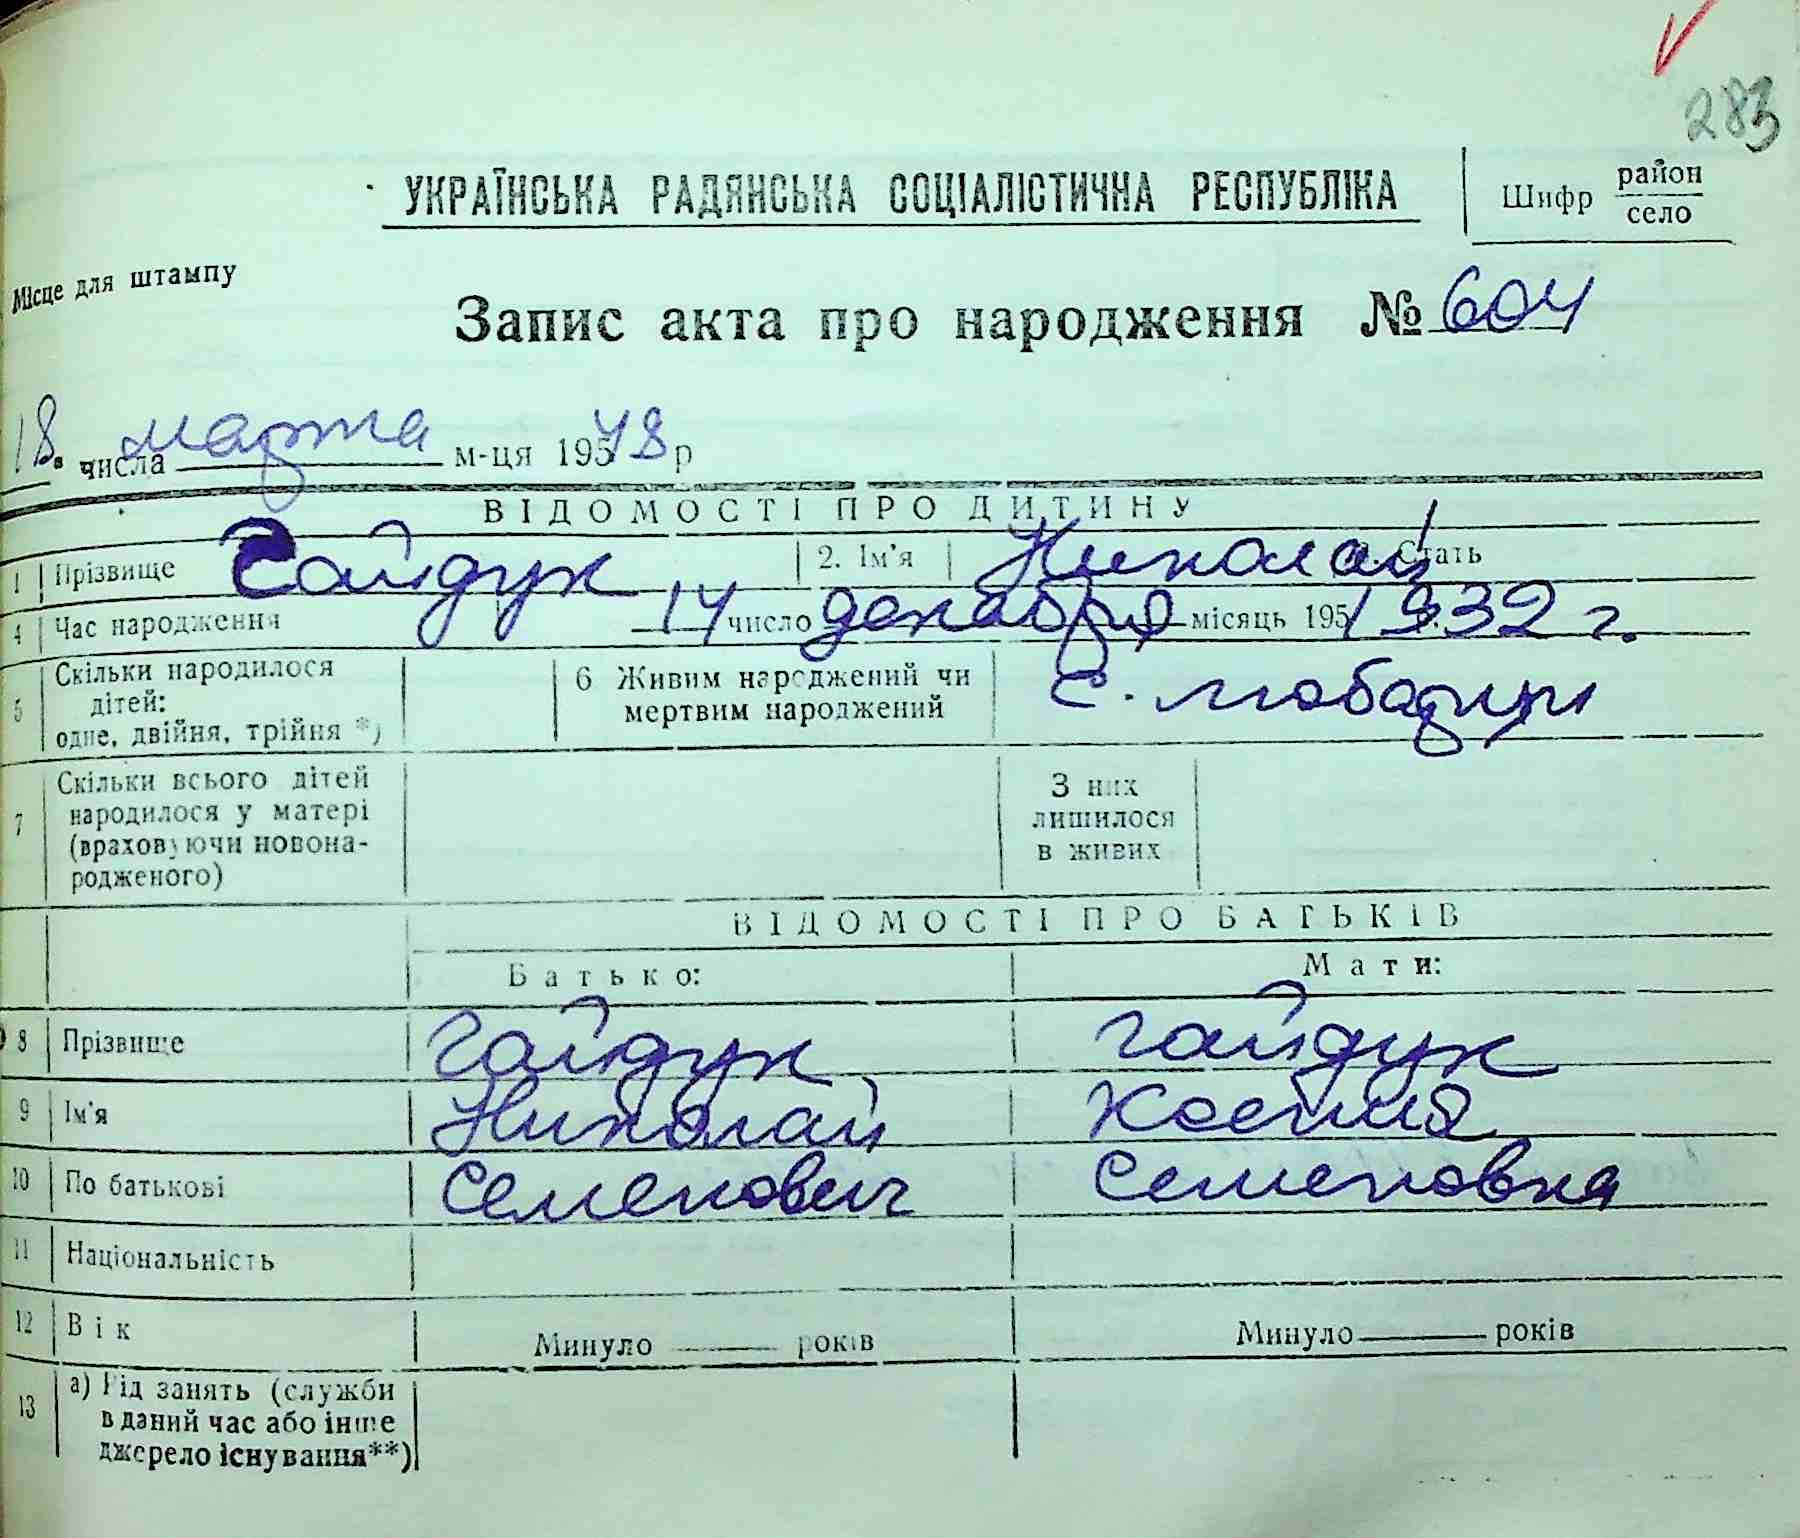 283
УКРАЇНСЬКА РАДЯНСЬКА СОЦІАЛІСТИЧНА РЕСПУБЛІКА
Шифр район село
Місце для штампу
Запис акта про народження № 604
18. числа марта м-ця 195 48 р
ВІДОМОСТІ ПРО ДИТИНУ
1 Прізвище Гайдук 2. Ім'я Николай 3. Стать
4 Час народження 14 число декабря місяць 195 1932 г.
5 Скільки народилося дітей: одне, двійня, трійня *)
6 Живим народжений чи мертвим народжений с.
7 Скільки всього дітей народилося у матері (враховуючи новонародженого)
З них лишилося в живих
ВІДОМОСТІ ПРО БАТЬКІВ
Батько: Мати:
8 Прізвище Гайдук Гайдук
9 Ім'я Николай Ксения
10 По батькові Семенович Семеновна
11 Національність
12 Вік Минуло ——— років Минуло ——— років
13 а) Рід занять (служби в даний час або інше джерело існування**)